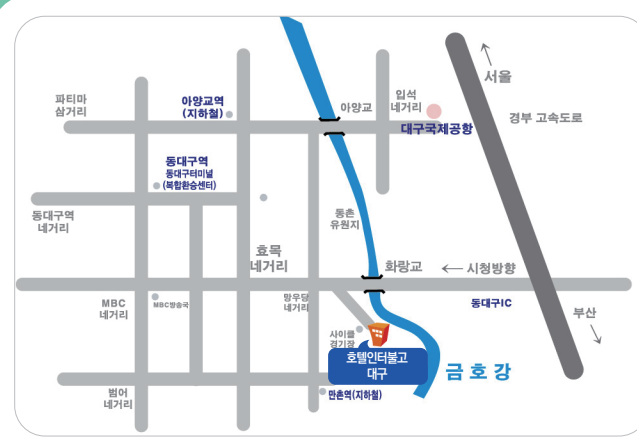 서울
파티마
삼거리
아양교역
(지하철)
아양교
입석
네거리
경부 고속도로
대구국제공항
동대구역
동대구터미널
(복합환승센터)
동대구역
네거리
동촌
유원지
효목
네거리
화랑교
시청방향
MBC
네거리
MBC방송국
망우당
네거리
동대구IC
부산
사이클
경기장
호텔인터불고
대구
금호강
범어
네거리
만촌역(지하철)